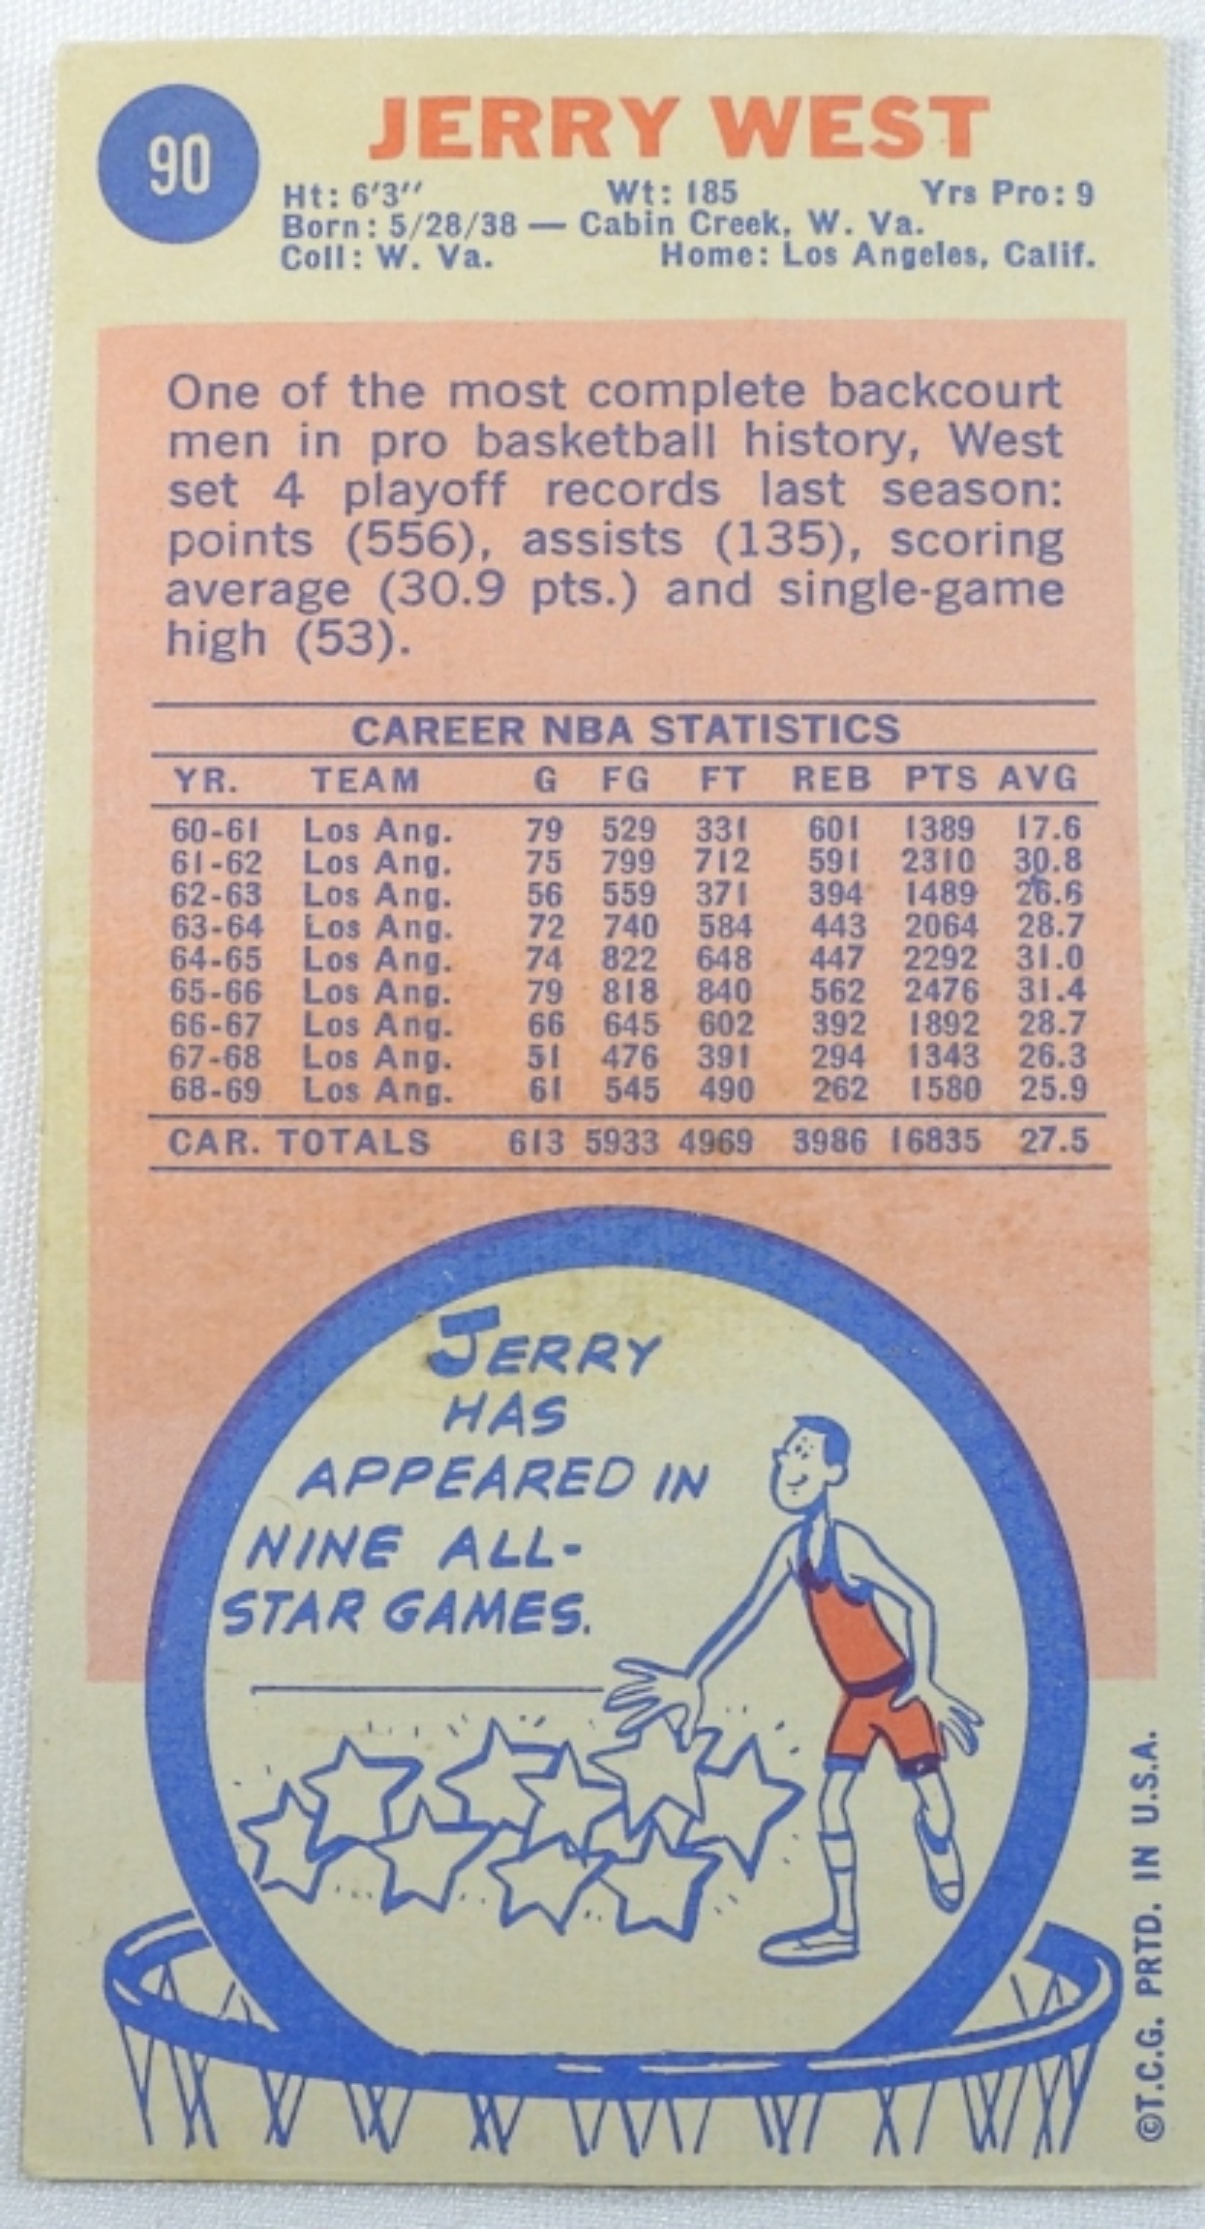 90
JERRY WEST
Ht: 6'3'' Wt: 185 Yrs Pro: 9
Born: 5/28/38 — Cabin Creek, W. Va.
Coll: W. Va. Home: Los Angeles, Calif.
One of the most complete backcourt
men in pro basketball history, West
set 4 playoff records last season:
points (556), assists (135), scoring
average (30.9 pts.) and single-game
high (53).
CAREER NBA STATISTICS
YR. TEAM G FG FT REB PTS AVG
60-61 Los Ang. 79 529 331 601 1389 17.6
61-62 Los Ang. 75 799 712 591 2310 30.8
62-63 Los Ang. 56 559 371 394 1489 26.6
63-64 Los Ang. 72 740 584 443 2064 28.7
64-65 Los Ang. 74 822 648 447 2292 31.0
65-66 Los Ang. 79 818 840 562 2476 31.4
66-67 Los Ang. 66 645 602 392 1892 28.7
67-68 Los Ang. 51 476 391 294 1343 26.3
68-69 Los Ang. 61 545 490 262 1580 25.9
CAR. TOTALS 613 5933 4969 3986 16835 27.5
JERRY
HAS
APPEARED IN
NINE ALL-
STAR GAMES.
©T.C.G. PRTD. IN U.S.A.